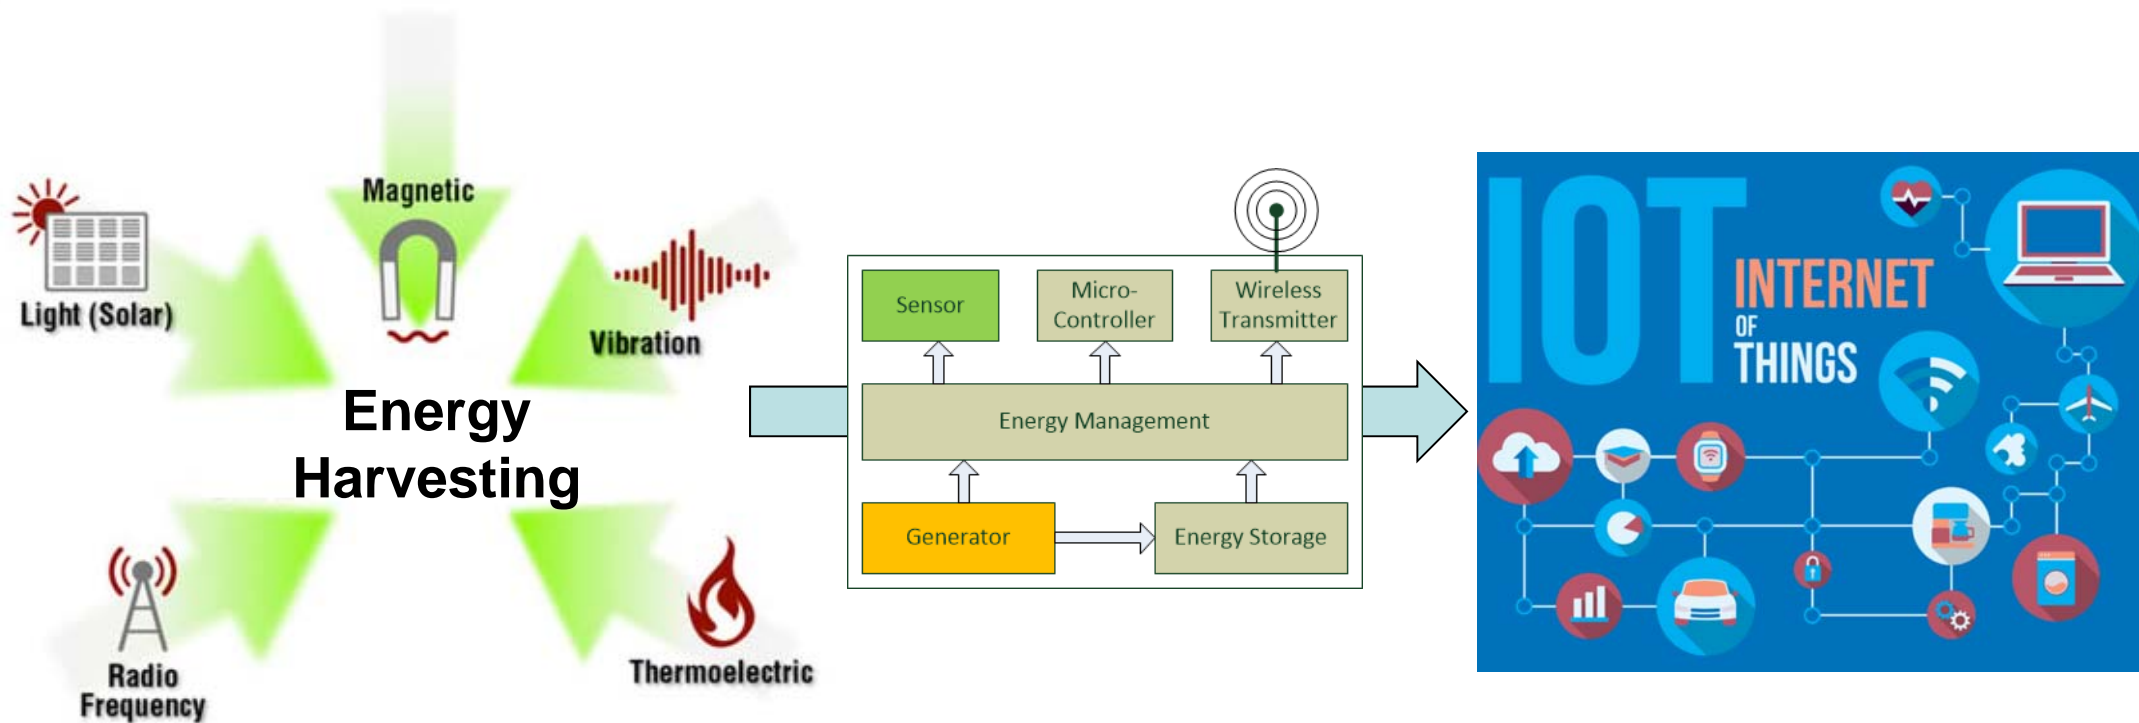 Magnetic
Light (Solar)
Vibration
Energy
Harvesting
Radio
Frequency
Thermoelectric
Sensor
Micro-
Controller
Wireless
Transmitter
Energy Management
Generator
Energy Storage
IOT
INTERNET
OF
THINGS